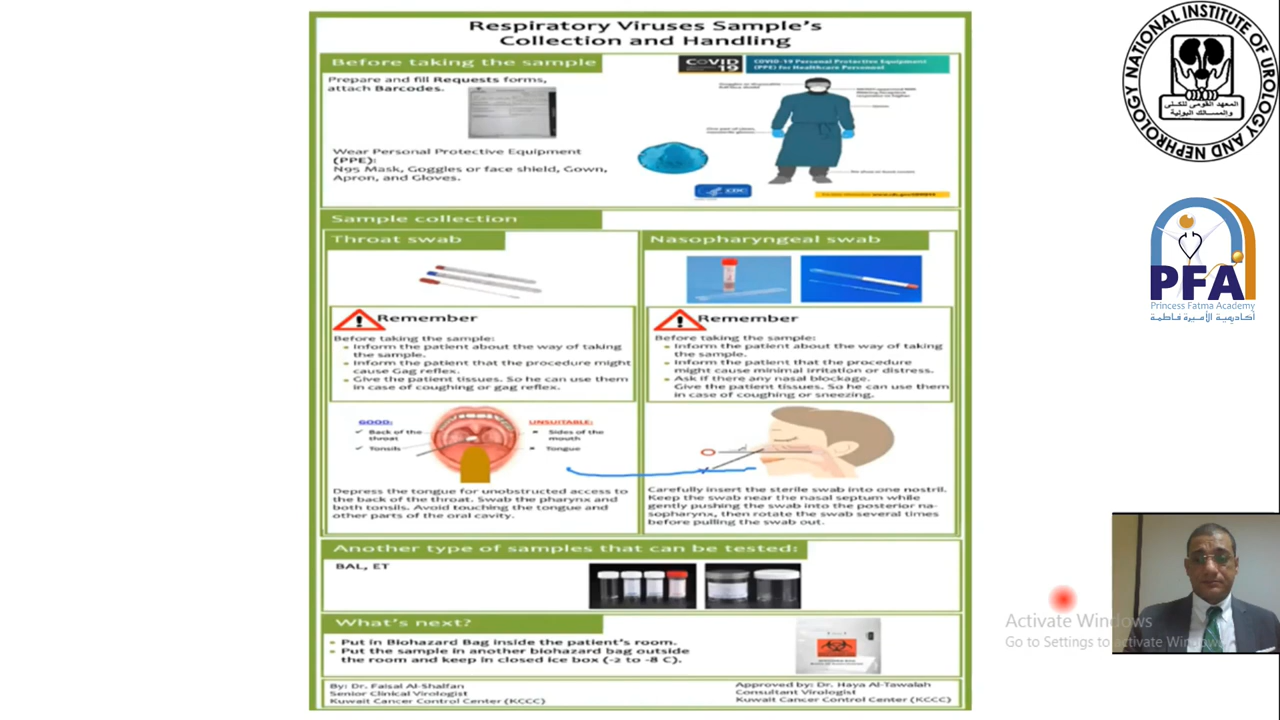 Respiratory Viruses Sample's
Collection and Handling
Before taking the sample
Prepare and fill Requests forms,
attach Barcodes.
Wear Personal Protective Equipment
(PPE):
N95 Mask, Goggles or face shield, Gown,
Apron, and Gloves.
COVID
19
COVID-19 Personal Protective Equipment
(PPE) for Healthcare Personnel
CDC
Sample collection
Throat swab
Remember
Before taking the sample:
• Inform the patient about the way of taking
the sample.
• Inform the patient that the procedure might
cause Gag reflex.
• Give the patient tissues. So he can use them
in case of coughing or gag reflex.
GOOD:
✓ Back of the
throat
✓ Tonsils
UNSUITABLE:
• Sides of the
mouth
• Tongue
Depress the tongue for unobstructed access to
the back of the throat. Swab the pharynx and
both tonsils. Avoid touching the tongue and
other parts of the oral cavity.
Nasopharyngeal swab
Remember
Before taking the sample:
• Inform the patient about the way of taking
the sample.
• Inform the patient that the procedure
might cause minimal irritation or distress.
• Ask if there any nasal blockage.
Give the patient tissues. So he can use them
in case of coughing or sneezing.
Carefully insert the sterile swab into one nostril.
Keep the swab near the nasal septum while
gently pushing the swab into the posterior na-
sopharynx, then rotate the swab several times
before pulling the swab out.
Another type of samples that can be tested:
BAL, ET
What's next?
• Put in Biohazard Bag inside the patient's room.
• Put the sample in another biohazard bag outside
the room and keep in closed ice box (-2 to -8 C).
By: Dr. Faisal Al-Shalfan
Senior Clinical Virologist
Kuwait Cancer Control Center (KCCC)
Approved by: Dr. Haya Al-Tawalah
Consultant Virologist
Kuwait Cancer Control Center (KCCC)
NATIONAL INSTITUTE OF UROLOGY AND NEPHROLOGY
المعهد القومى للكلى
والمسالك البولية
PFA
Princess Fatma Academy
أكاديمية الأميرة فاطمة
Activate Windows
Go to Settings to activate Windows.